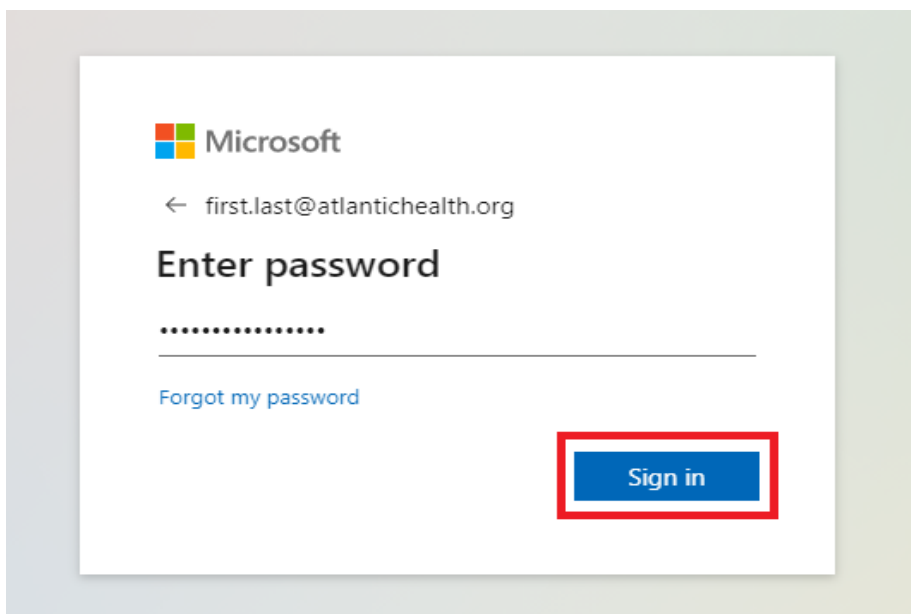 Microsoft
← first.last@atlantichealth.org
Enter password
••••••••••••••••
Forgot my password
Sign in